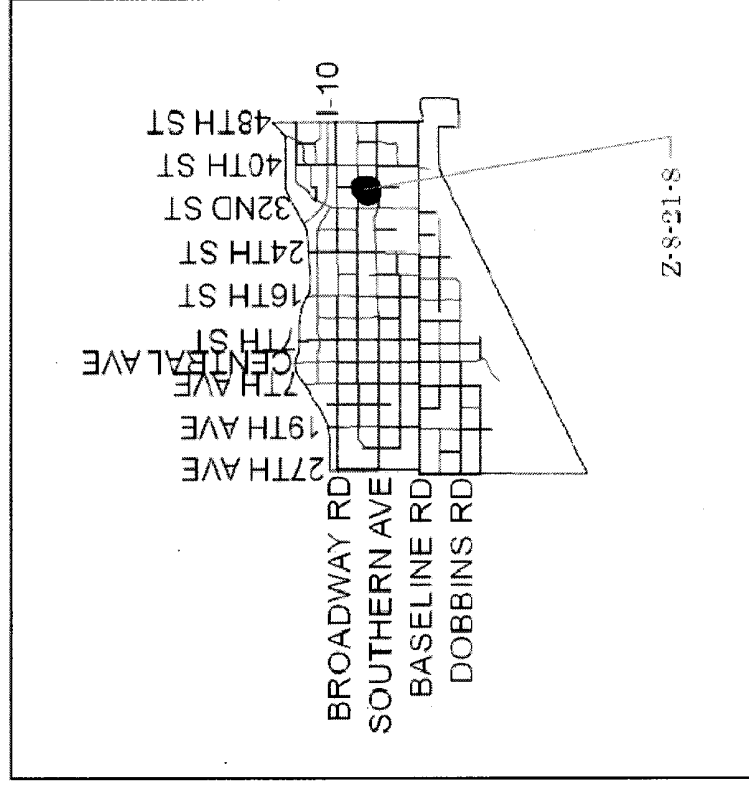 27TH AVE
19TH AVE
7TH AVE
CENTRAL AVE
7TH ST
16TH ST
24TH ST
32ND ST
40TH ST
48TH ST
I-10
BROADWAY RD
SOUTHERN AVE
BASELINE RD
DOBBINS RD
Z-8-21-8